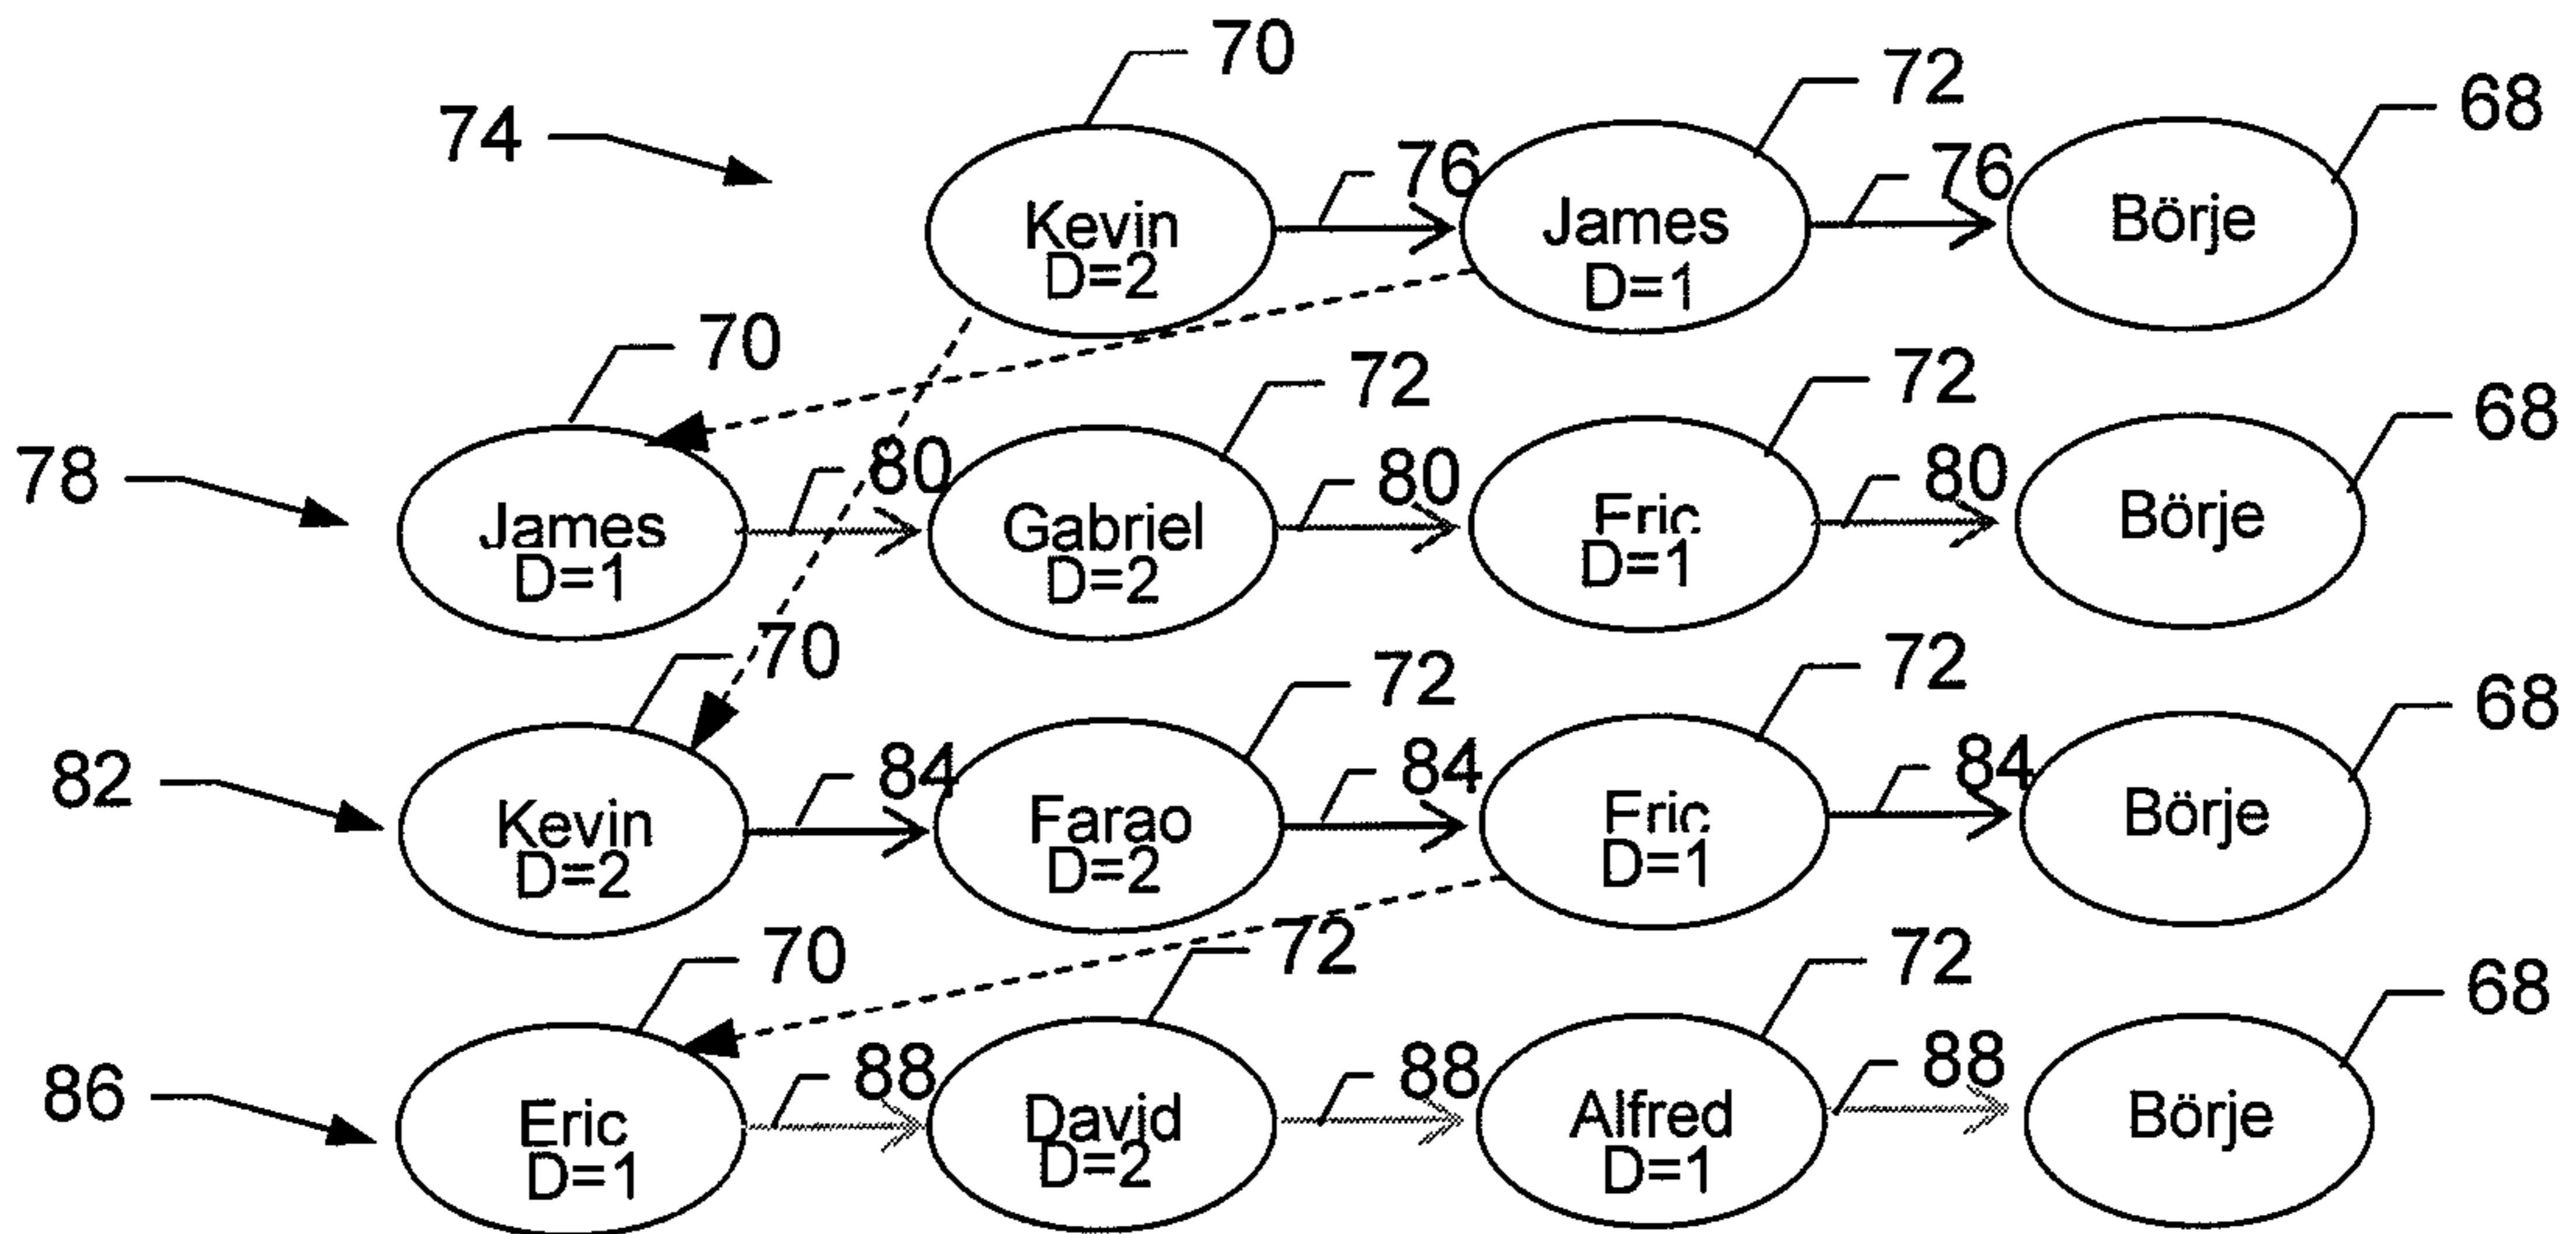 70
72
68
74
76
76
Kevin
D=2
James
D=1
Börje
70
72
72
68
78
80
80
80
James
D=1
Gabriel
D=2
Eric
D=1
Börje
70
72
72
68
82
84
84
84
Kevin
D=2
Farao
D=2
Eric
D=1
Börje
70
72
72
68
86
88
88
88
Eric
D=1
David
D=2
Alfred
D=1
Börje